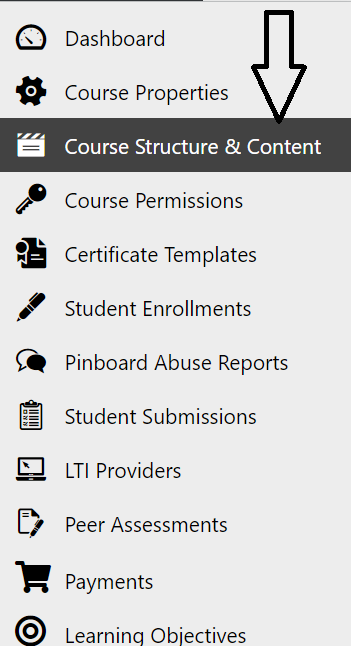 Dashboard
Course Properties
Course Structure & Content
Course Permissions
Certificate Templates
Student Enrollments
Pinboard Abuse Reports
Student Submissions
LTI Providers
Peer Assessments
Payments
Learning Objectives